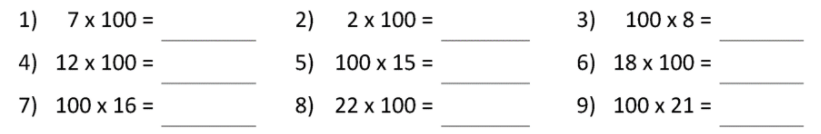 1) 7 x 100 = 2) 2 x 100 = 3) 100 x 8 =
4) 12 x 100 = 5) 100 x 15 = 6) 18 x 100 =
7) 100 x 16 = 8) 22 x 100 = 9) 100 x 21 =